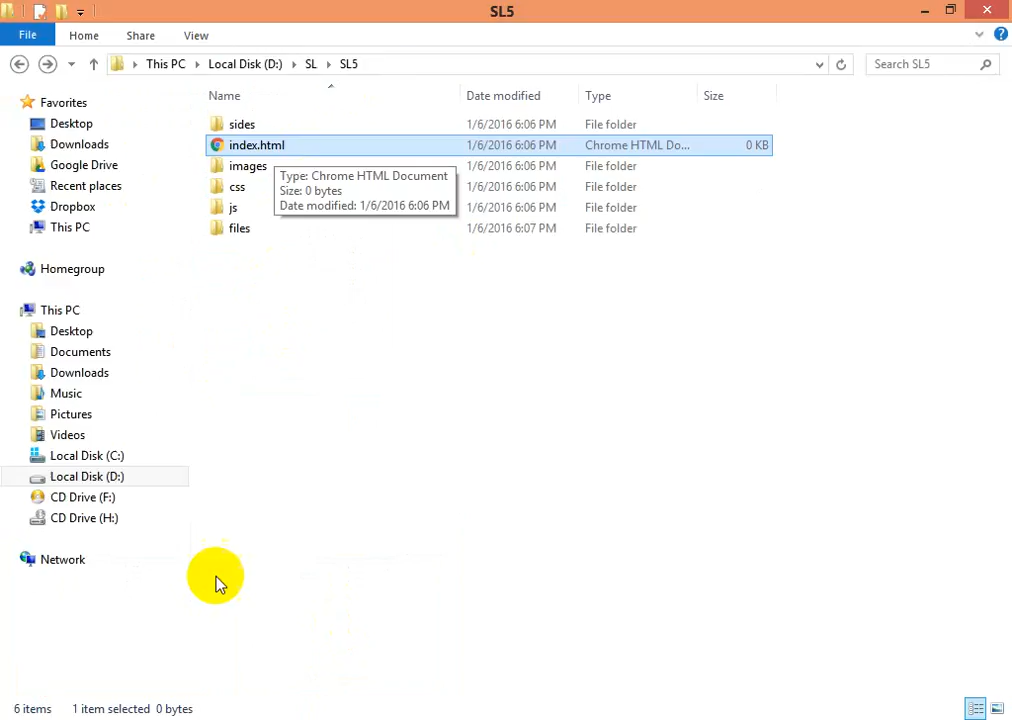 SL5
File Home Share View
This PC Local Disk (D:) SL SL5 Search SL5
Name Date modified Type Size
sides 1/6/2016 6:06 PM File folder
index.html 1/6/2016 6:06 PM Chrome HTML Do... 0 KB
images 1/6/2016 6:06 PM File folder
css 1/6/2016 6:06 PM File folder
js 1/6/2016 6:06 PM File folder
files 1/6/2016 6:07 PM File folder
Type: Chrome HTML Document
Size: 0 bytes
Date modified: 1/6/2016 6:06 PM
Favorites
Desktop
Downloads
Google Drive
Recent places
Dropbox
This PC
Homegroup
This PC
Desktop
Documents
Downloads
Music
Pictures
Videos
Local Disk (C:)
Local Disk (D:)
CD Drive (F:)
CD Drive (H:)
Network
6 items 1 item selected 0 bytes